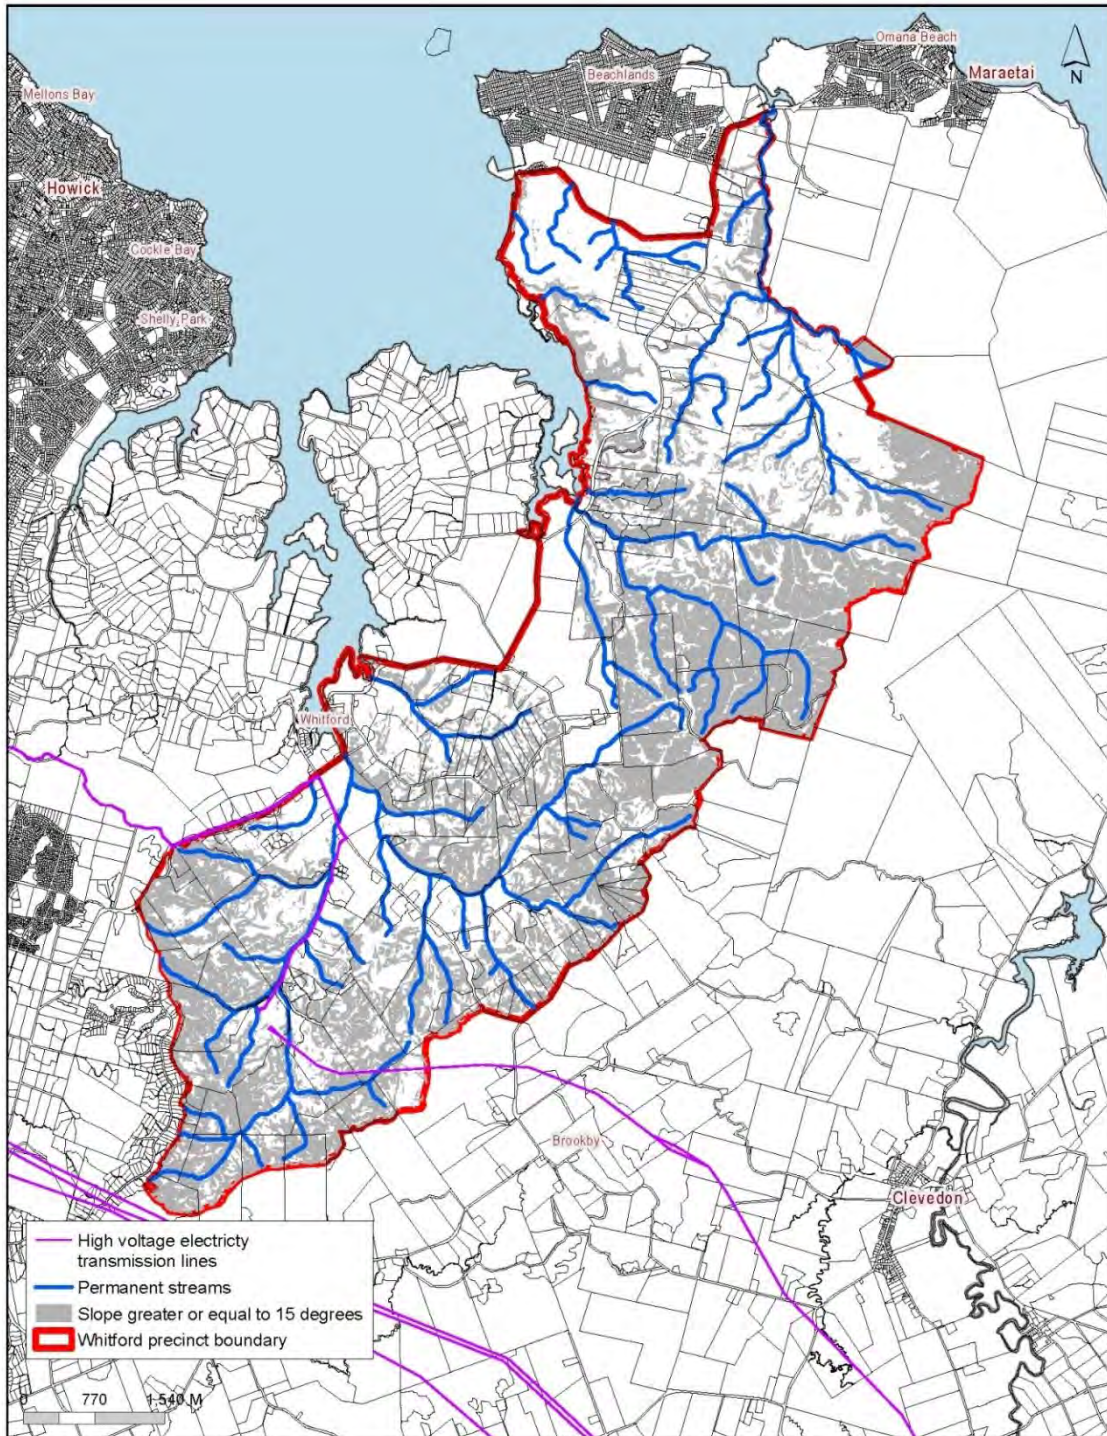 Omana Beach
Beachlands
Maraetai
N
Mellons Bay
Howick
Cockle Bay
Shelly Park
Whitford
Brookby
Clevedon
High voltage electricty
transmission lines
Permanent streams
Slope greater or equal to 15 degrees
Whitford precinct boundary
0 770 1,540 M